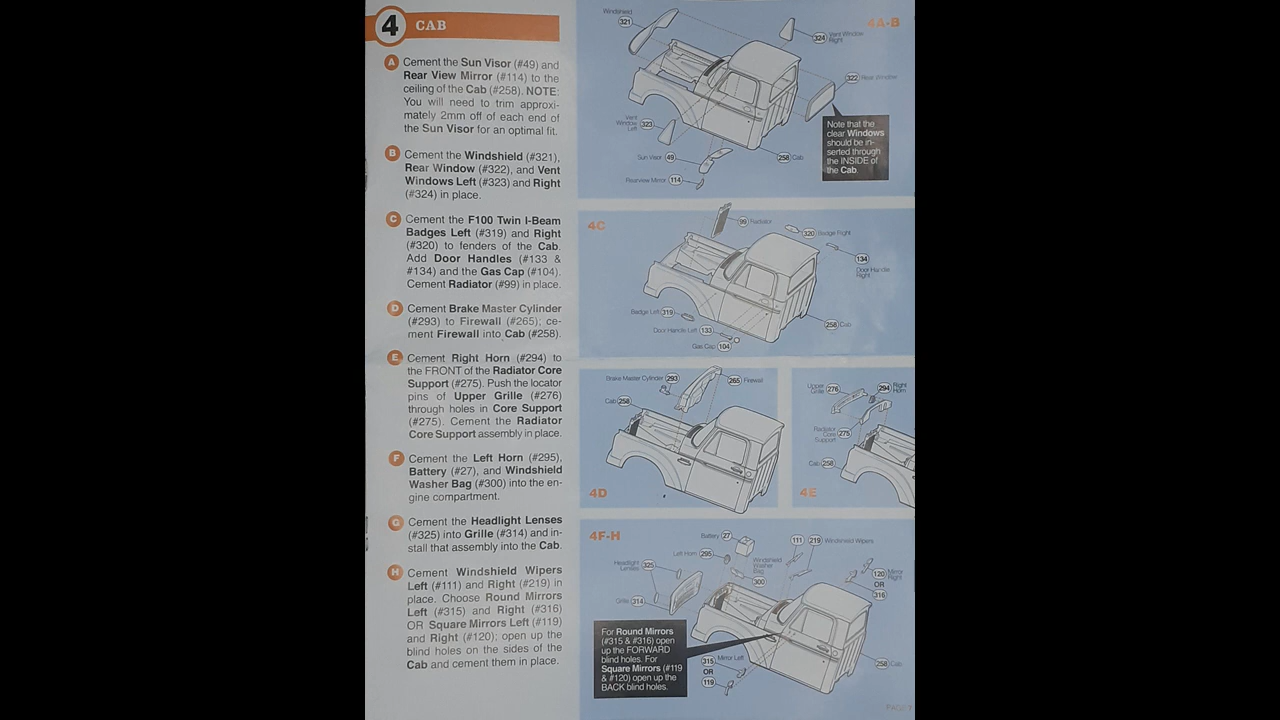 4 CAB
A Cement the Sun Visor (#49) and
Rear View Mirror (#114) to the
ceiling of the Cab (#258). NOTE:
You will need to trim approxi-
mately 2mm off of each end of
the Sun Visor for an optimal fit.
B Cement the Windshield (#321),
Rear Window (#322), and Vent
Windows Left (#323) and Right
(#324) in place.
C Cement the F100 Twin I-Beam
Badges Left (#319) and Right
(#320) to fenders of the Cab.
Add Door Handles (#133 &
#134) and the Gas Cap (#104).
Cement Radiator (#99) in place.
D Cement Brake Master Cylinder
(#293) to Firewall (#265); ce-
ment Firewall into Cab (#258).
E Cement Right Horn (#294) to
the FRONT of the Radiator Core
Support (#275). Push the locator
pins of Upper Grille (#276)
through holes in Core Support
(#275). Cement the Radiator
Core Support assembly in place.
F Cement the Left Horn (#295),
Battery (#27), and Windshield
Washer Bag (#300) into the en-
gine compartment.
G Cement the Headlight Lenses
(#325) into Grille (#314) and in-
stall that assembly into the Cab.
H Cement Windshield Wipers
Left (#111) and Right (#219) in
place. Choose Round Mirrors
Left (#315) and Right (#316)
OR Square Mirrors Left (#119)
and Right (#120); open up the
blind holes on the sides of the
Cab and cement them in place.
4A-B
Windshield
321
324 Vent Window
Right
322 Rear Window
Vent
Window
Left
323
Sun Visor 49
258 Cab
Rearview Mirror 114
Note that the
clear Windows
should be in-
serted through
the INSIDE of
the Cab.
4C
99 Radiator
320 Badge Right
134
Door Handle
Right
Badge Left 319
Door Handle Left 133
258 Cab
Gas Cap 104
Brake Master Cylinder 293
265 Firewall
Cab 258
4D
Upper
Grille
276
294 Right
Horn
Radiator
Core
Support
275
Cab 258
4E
4F-H
Battery 27
111 219 Windshield Wipers
Left Horn 295
Windshield
Washer
Bag
300
Headlight
Lenses
325
120 Mirror
Right
OR
316
Grille 314
For Round Mirrors
(#315 & #316) open
up the FORWARD
blind holes. For
Square Mirrors (#119
& #120) open up the
BACK blind holes.
315 Mirror Left
OR
119
258 Cab
PAGE 7